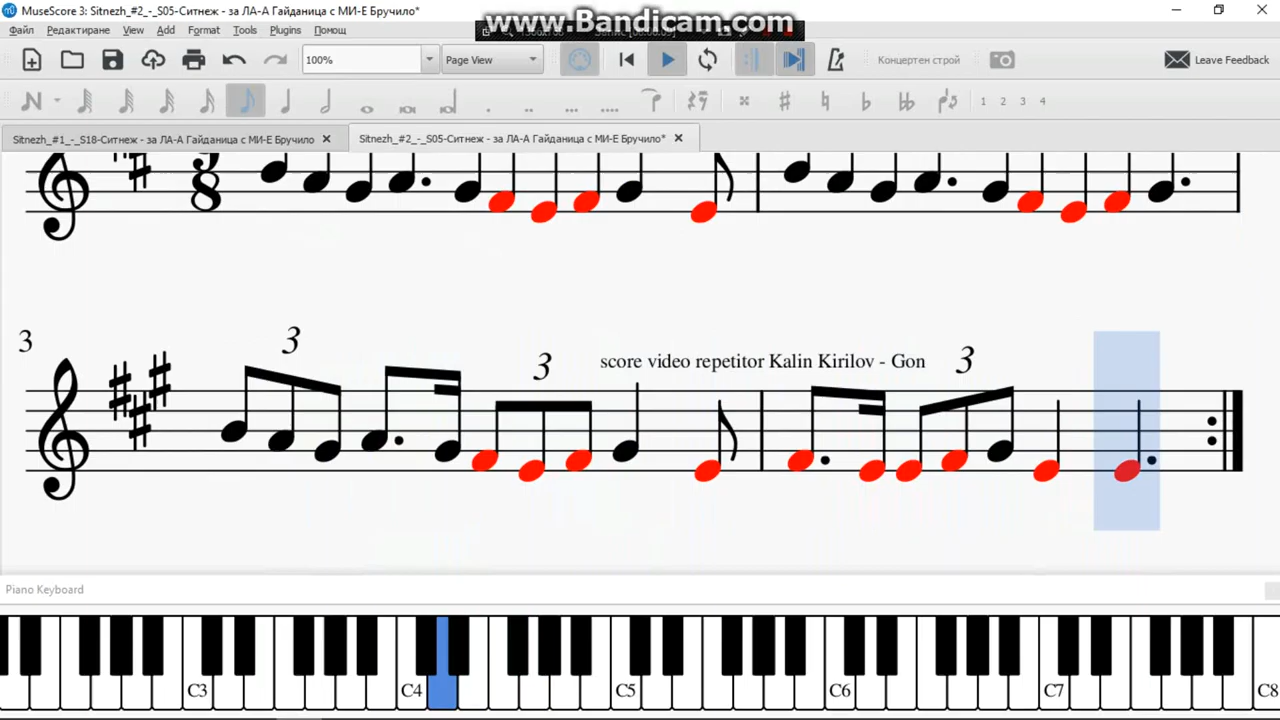 MuseScore 3: Sitnezh_#2_-_S05-Ситнеж - за ЛА-А Гайданица с МИ-Е Бручило*
www.Bandicam.com
Файл Редактиране View Add Format Tools Plugins Помощ
100% Page View Концертен строй Leave Feedback
1 2 3 4
Sitnezh_#1_-_S18-Ситнеж - за ЛА-А Гайданица с МИ-Е Бручило Sitnezh_#2_-_S05-Ситнеж - за ЛА-А Гайданица с МИ-Е Бручило*
8
3 3 3 score video repetitor Kalin Kirilov - Gon 3
Piano Keyboard
C3 C4 C5 C6 C7 C8